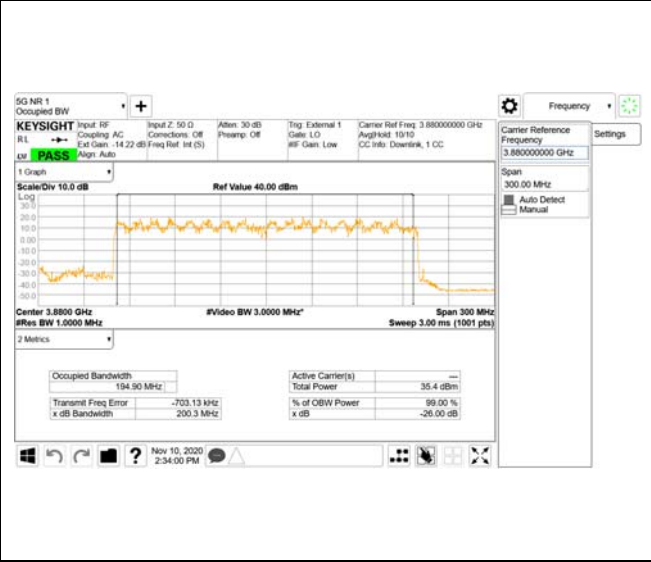 5G NR 1
Occupied BW
KEYSIGHT
RL
PASS
Input: RF
Coupling: AC
Ext Gain: -14.22 dB
Align: Auto
Input Z: 50 Ω
Corrections: Off
Freq Ref: Int (S)
Atten: 30 dB
Preamp: Off
Trig: External 1
Gate: LO
#IF Gain: Low
Carrier Ref Freq: 3.880000000 GHz
Avg|Hold: 10/10
CC Info: Downlink, 1 CC
1 Graph
Scale/Div 10.0 dB
Ref Value 40.00 dBm
Log
30.0
20.0
10.0
0.00
-10.0
-20.0
-30.0
-40.0
-50.0
Center 3.8800 GHz
#Video BW 3.0000 MHz*
Span 300 MHz
#Res BW 1.0000 MHz
Sweep 3.00 ms (1001 pts)
2 Metrics
Occupied Bandwidth
194.90 MHz
Transmit Freq Error -703.13 kHz
x dB Bandwidth 200.3 MHz
Active Carrier(s) —
Total Power 35.4 dBm
% of OBW Power 99.00 %
x dB -26.00 dB
Nov 10, 2020
2:34:00 PM
Frequency
Carrier Reference
Frequency
3.880000000 GHz
Span
300.00 MHz
Auto Detect
Manual
Settings